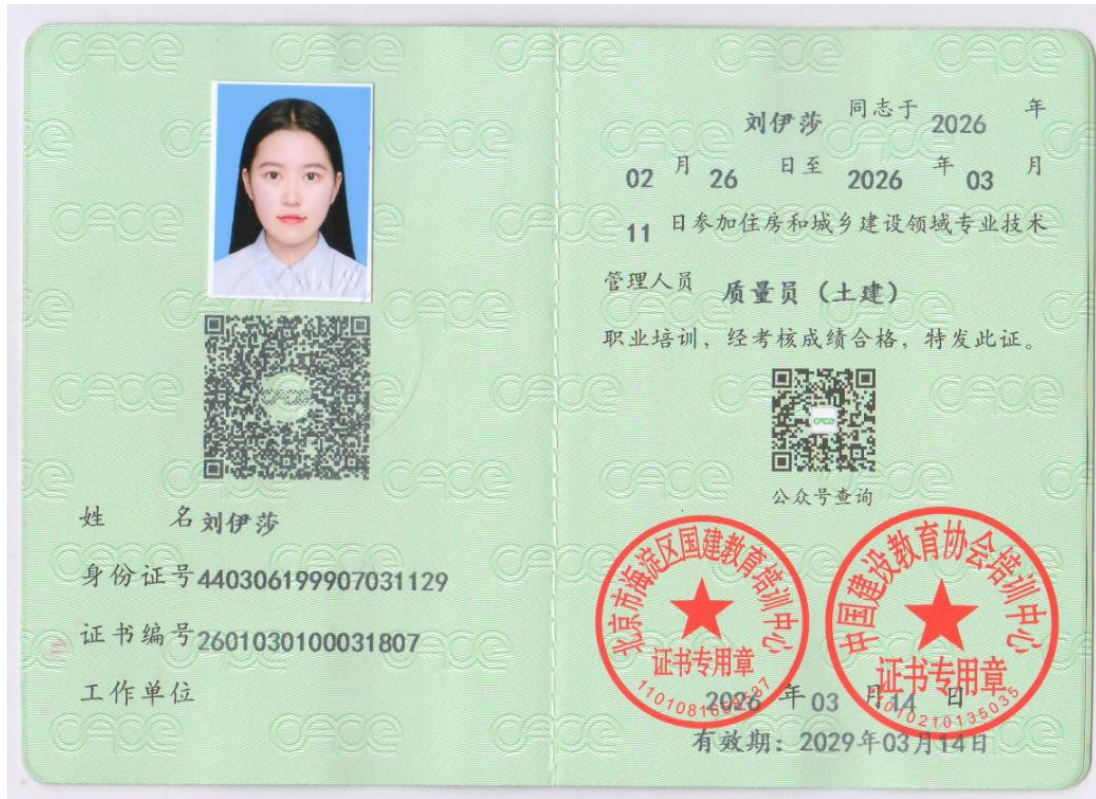 姓名 刘伊莎
身份证号 440306199907031129
证书编号 2601030100031807
工作单位
刘伊莎 同志于 2026 年
02 月 26 日至 2026 年 03 月
11 日参加住房和城乡建设领域专业技术
管理人员 质量员（土建）
职业培训，经考核成绩合格，特发此证。
CACE
公众号查询
北京市海淀区国建教育培训中心
证书专用章
中国建设教育协会培训中心
证书专用章
2026 年 03 月 14 日
有效期：2029年03月14日